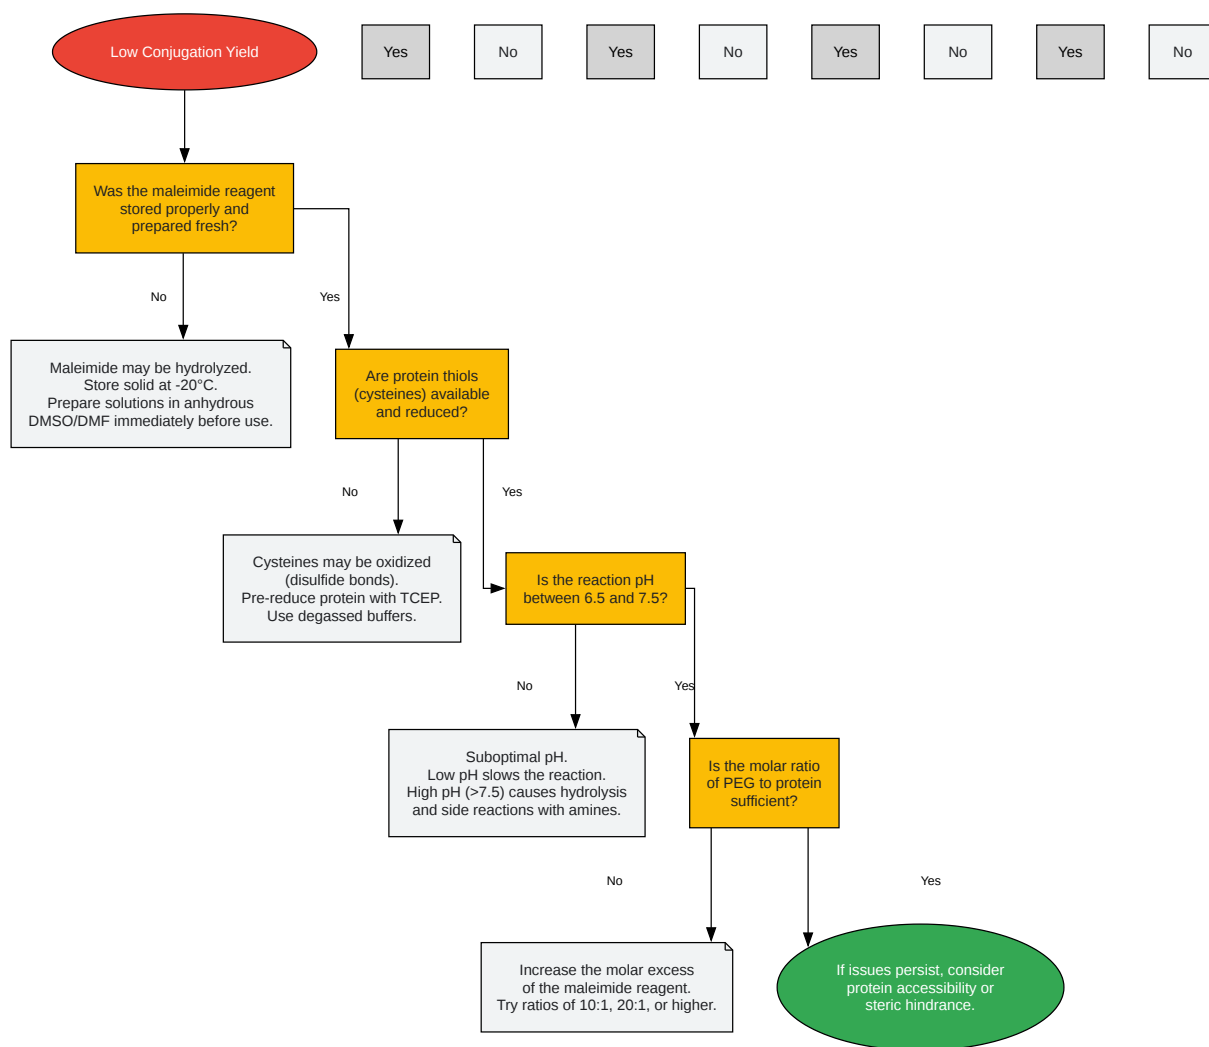 Low Conjugation Yield
Yes
No
Yes
No
Yes
No
Yes
No
Was the maleimide reagent
stored properly and
prepared fresh?
No
Yes
Maleimide may be hydrolyzed.
Store solid at -20°C.
Prepare solutions in anhydrous
DMSO/DMF immediately before use.
Are protein thiols
(cysteines) available
and reduced?
No
Yes
Cysteines may be oxidized
(disulfide bonds).
Pre-reduce protein with TCEP.
Use degassed buffers.
Is the reaction pH
between 6.5 and 7.5?
No
Yes
Suboptimal pH.
Low pH slows the reaction.
High pH (>7.5) causes hydrolysis
and side reactions with amines.
Is the molar ratio
of PEG to protein
sufficient?
No
Yes
Increase the molar excess
of the maleimide reagent.
Try ratios of 10:1, 20:1, or higher.
If issues persist, consider
protein accessibility or
steric hindrance.